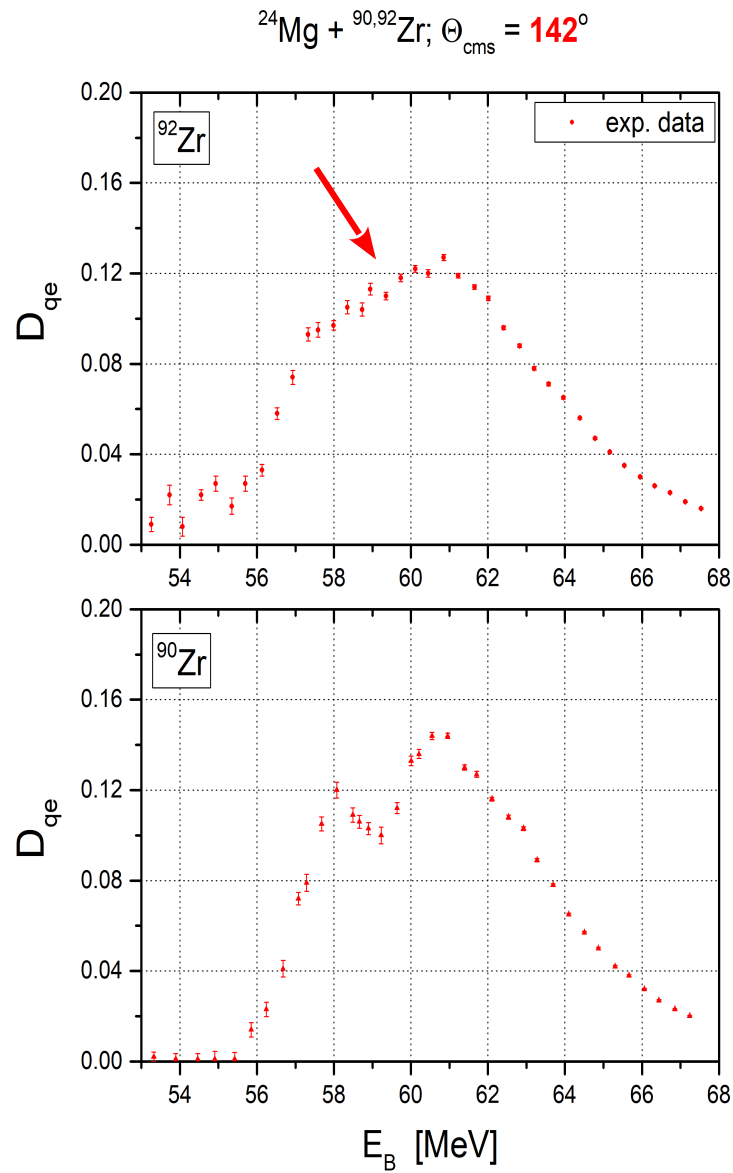 ²⁴Mg + ⁹⁰,⁹²Zr; Θcms = 142°
0.20
⁹²Zr
exp. data
0.16
0.12
Dqe
0.08
0.04
0.00
54 56 58 60 62 64 66 68
0.20
⁹⁰Zr
0.16
0.12
Dqe
0.08
0.04
0.00
54 56 58 60 62 64 66 68
EB [MeV]